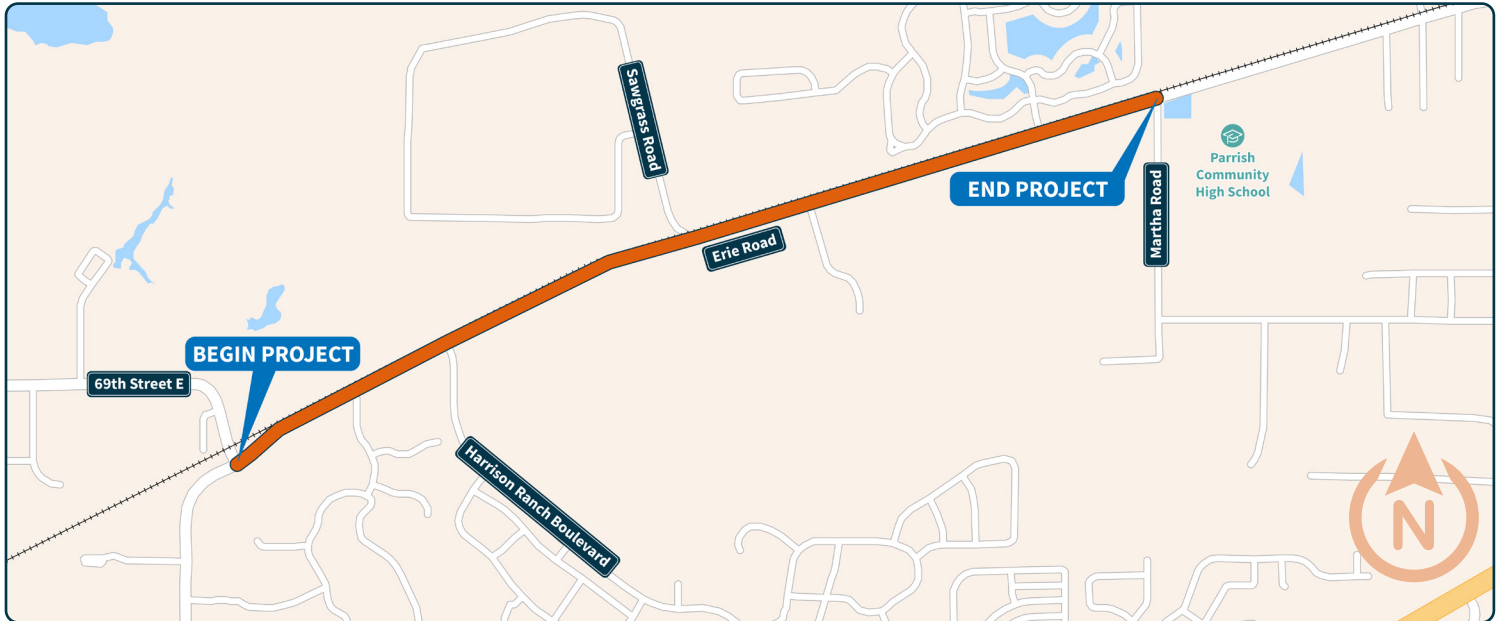 Sawgrass Road
Parrish
Community
High School
END PROJECT
Martha Road
Erie Road
BEGIN PROJECT
69th Street E
Harrison Ranch Boulevard
N